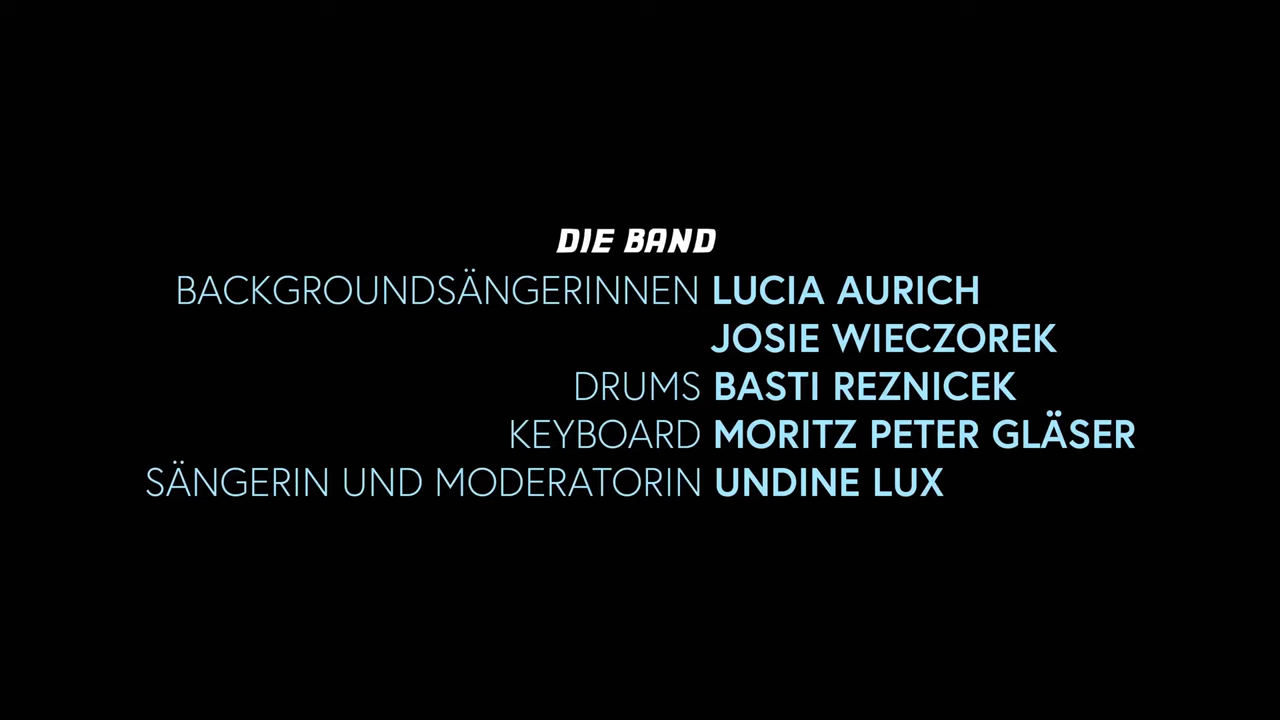 DIE BAND
BACKGROUNDSÄNGERINNEN LUCIA AURICH
JOSIE WIECZOREK
DRUMS BASTI REZNICEK
KEYBOARD MORITZ PETER GLÄSER
SÄNGERIN UND MODERATORIN UNDINE LUX